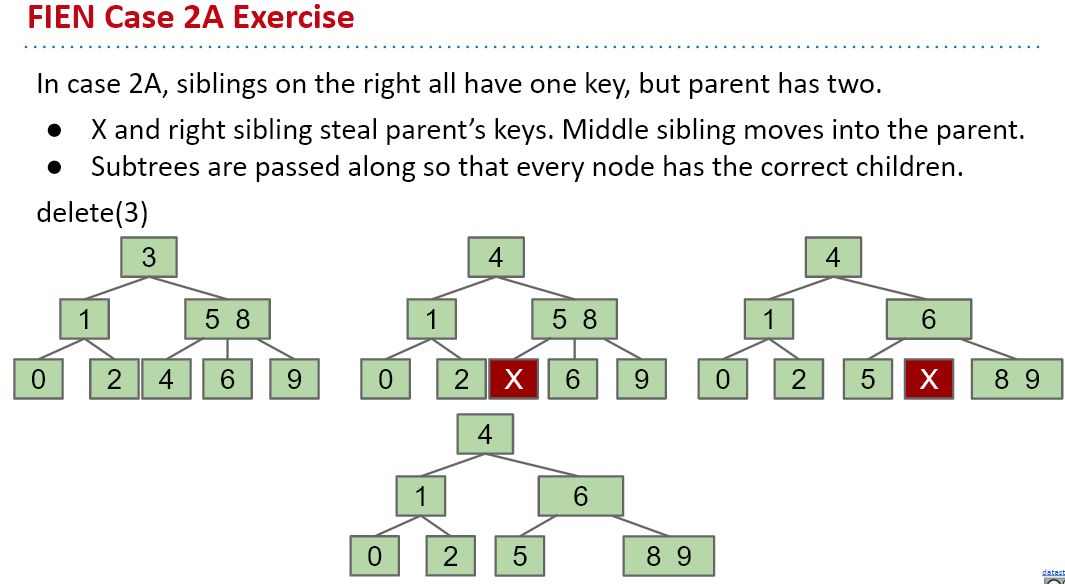 FIEN Case 2A Exercise
In case 2A, siblings on the right all have one key, but parent has two.
● X and right sibling steal parent's keys. Middle sibling moves into the parent.
● Subtrees are passed along so that every node has the correct children.
delete(3)
3 4 4
1 5 8 1 5 8 1 6
0 2 4 6 9 0 2 X 6 9 0 2 5 X 8 9
4
1 6
0 2 5 8 9
datast